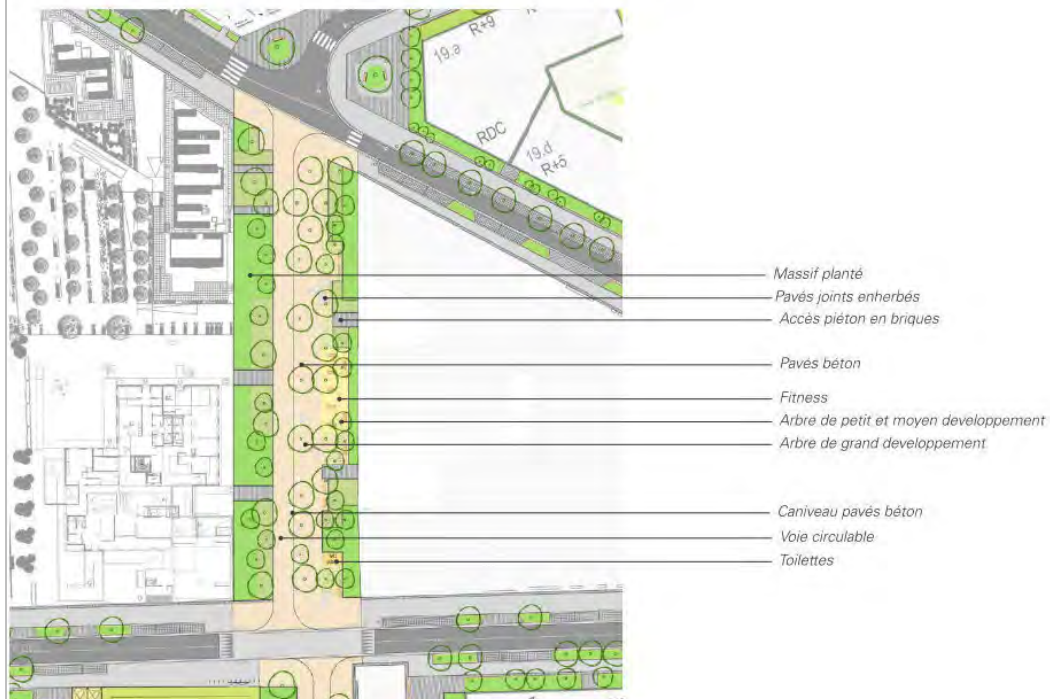 R+9
19.a
RDC
19.d
R+5
Massif planté
Pavés joints enherbés
Accès piéton en briques
Pavés béton
Fitness
Arbre de petit et moyen developpement
Arbre de grand developpement
Caniveau pavés béton
Voie circulable
Toilettes